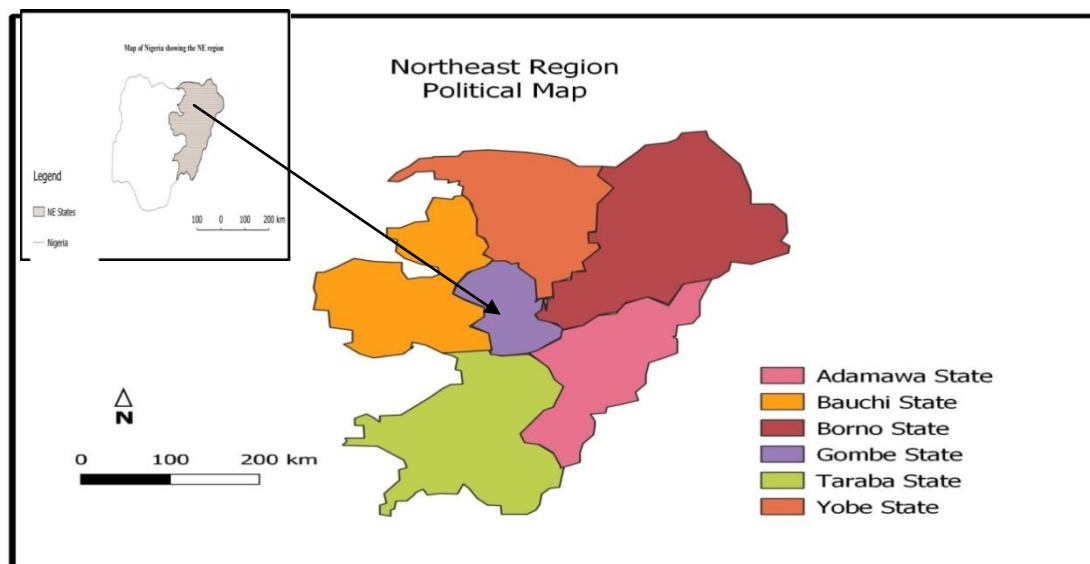 Map of Nigeria showing the NE region
Legend
NE States
Nigeria
100 0 100 200 km
Northeast Region
Political Map
N
0 100 200 km
Adamawa State
Bauchi State
Borno State
Gombe State
Taraba State
Yobe State